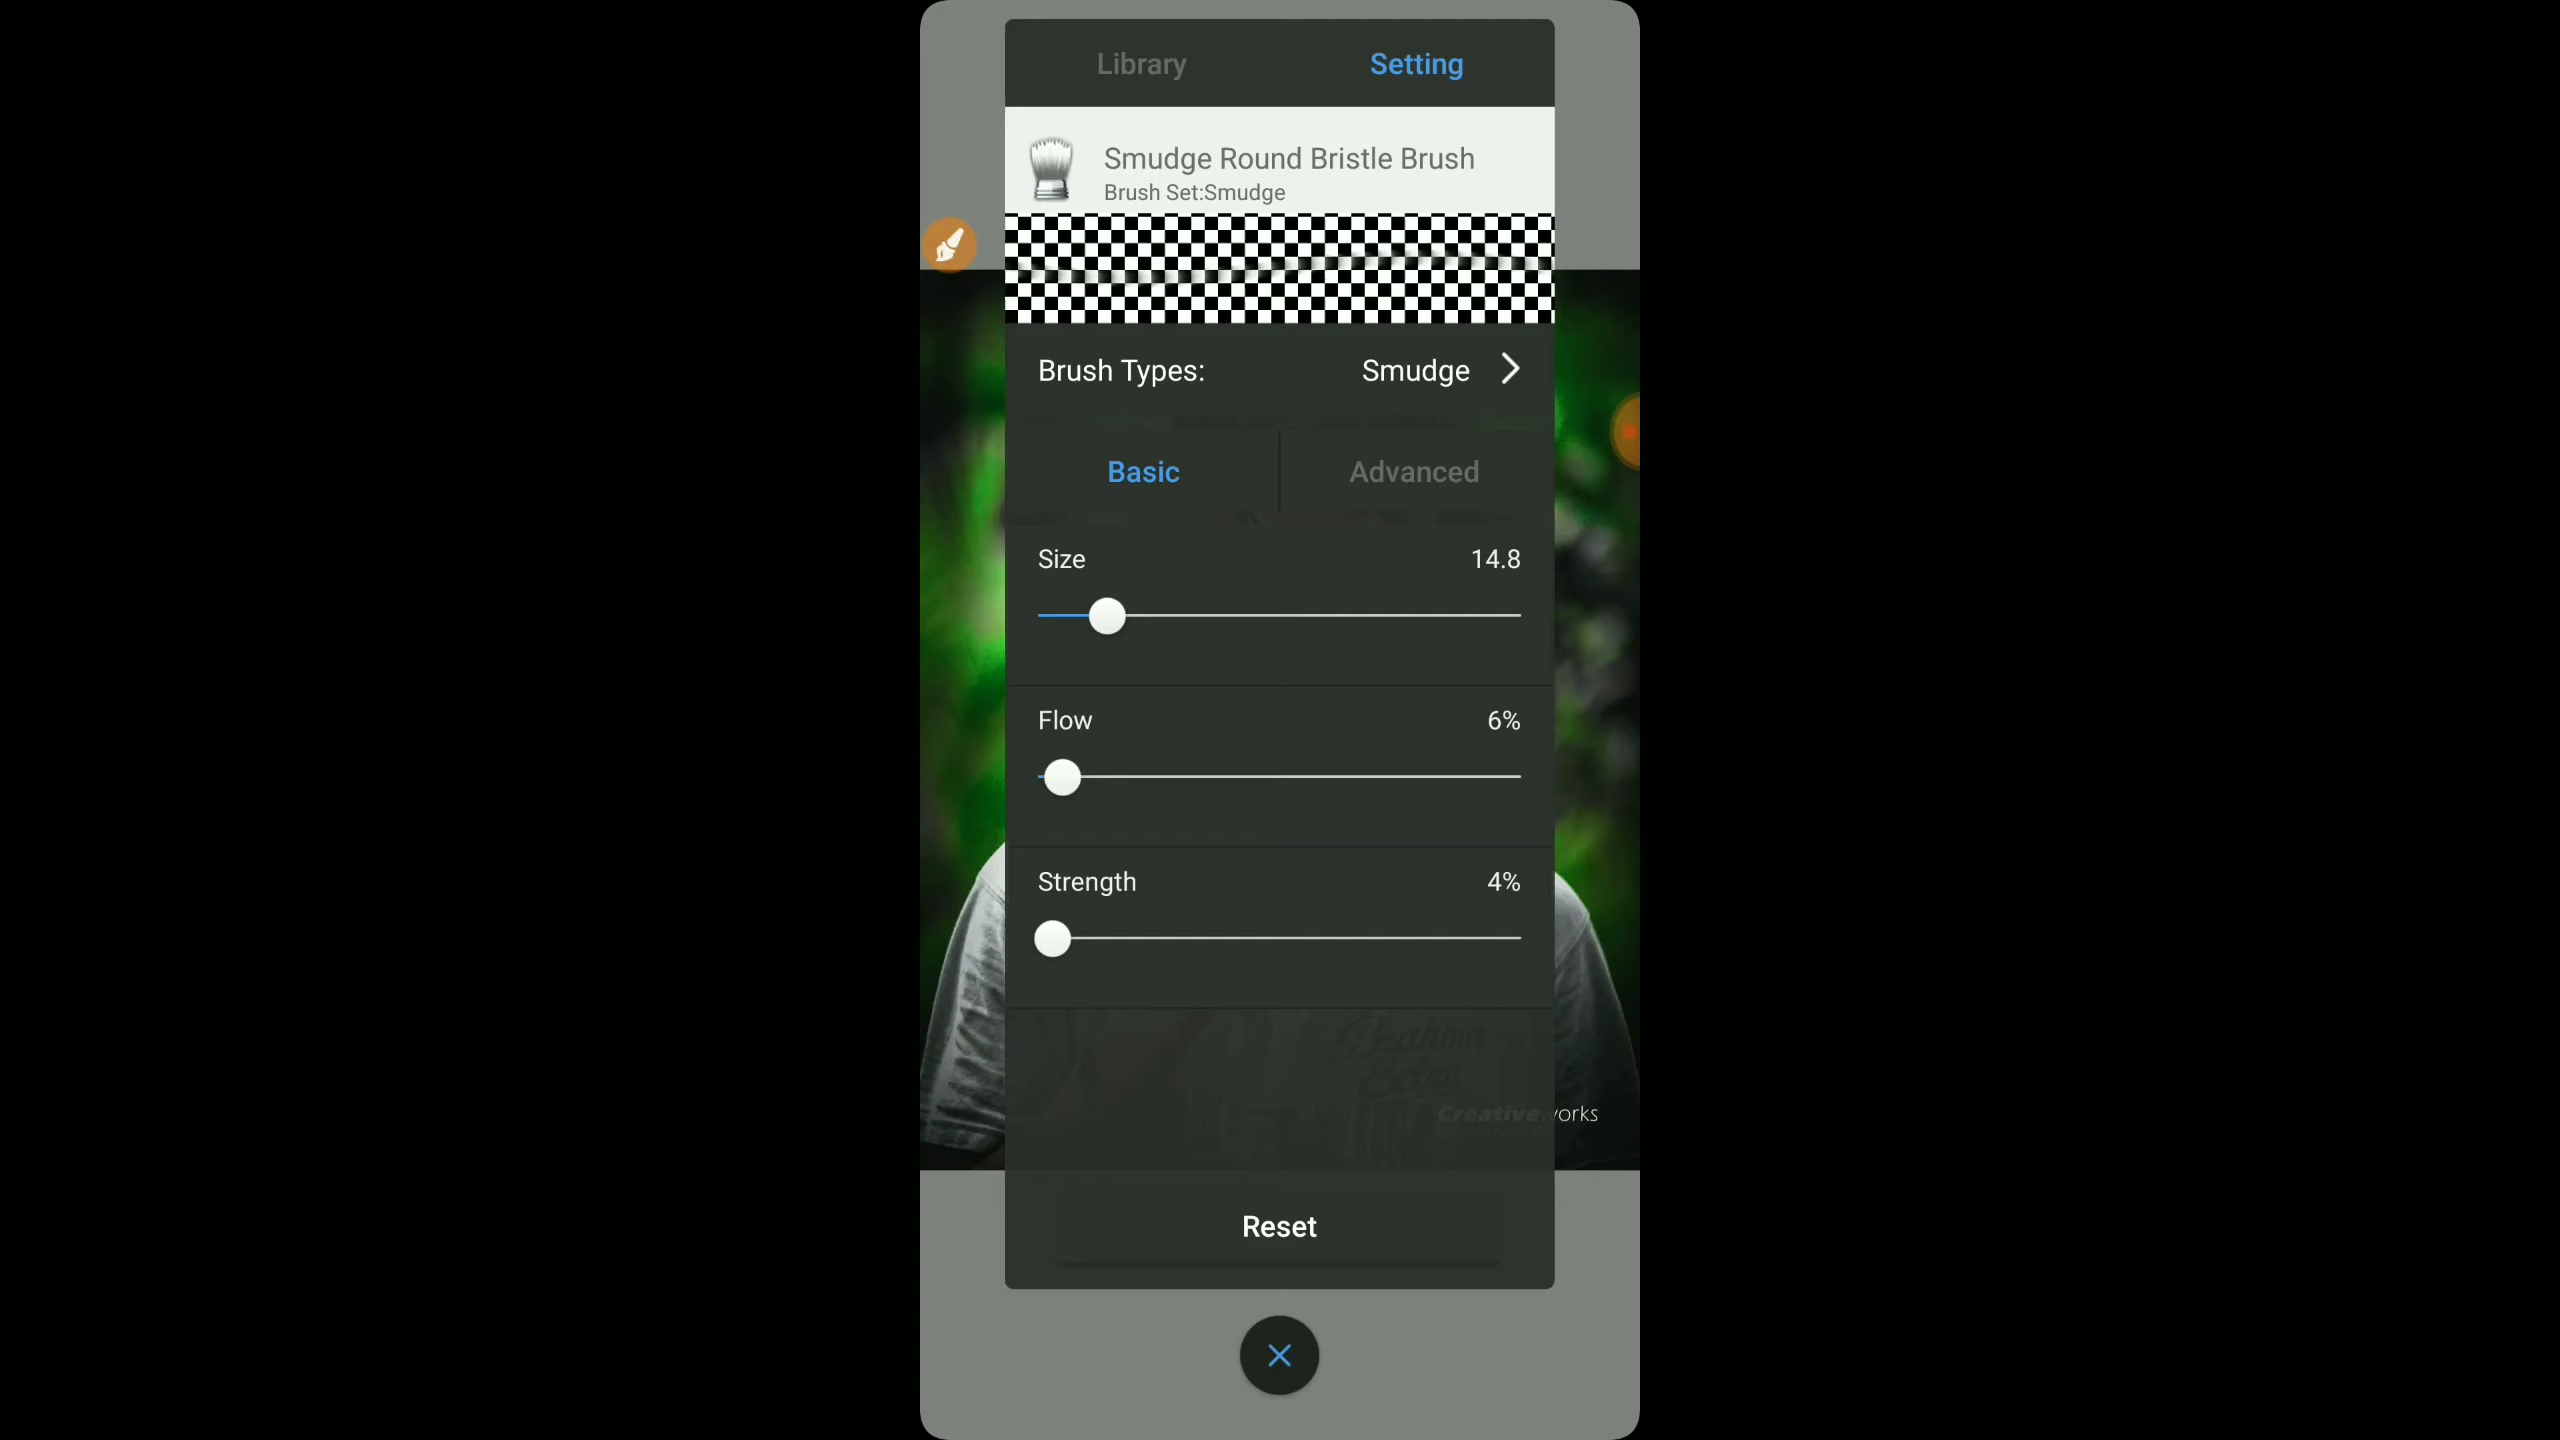 Library Setting
Smudge Round Bristle Brush
Brush Set:Smudge
Brush Types: Smudge
Basic Advanced
Size 14.8
Flow 6%
Strength 4%
Creativeworks
Reset